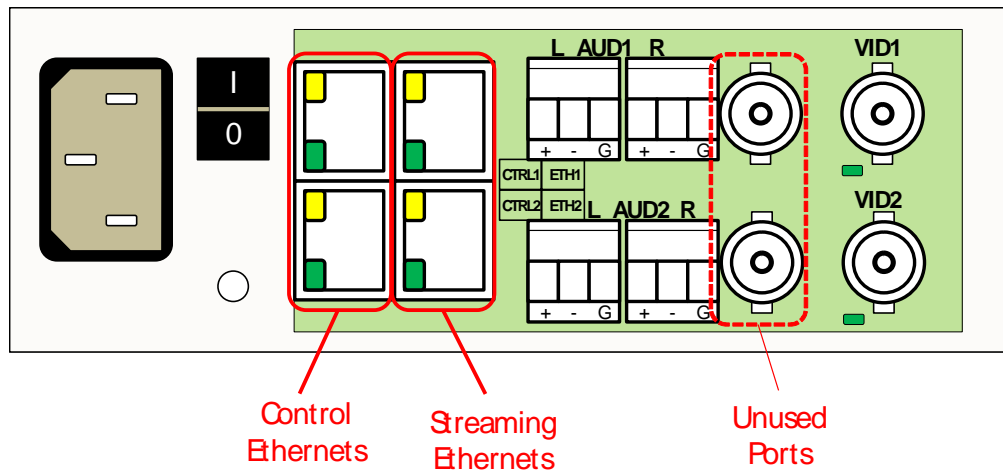 L AUD1 R
VID1
I
0
+ - G + - G
CTRL1 ETH1
CTRL2 ETH2
VID2
L AUD2 R
+ - G + - G
Control
Ethernets
Streaming
Ethernets
Unused
Ports